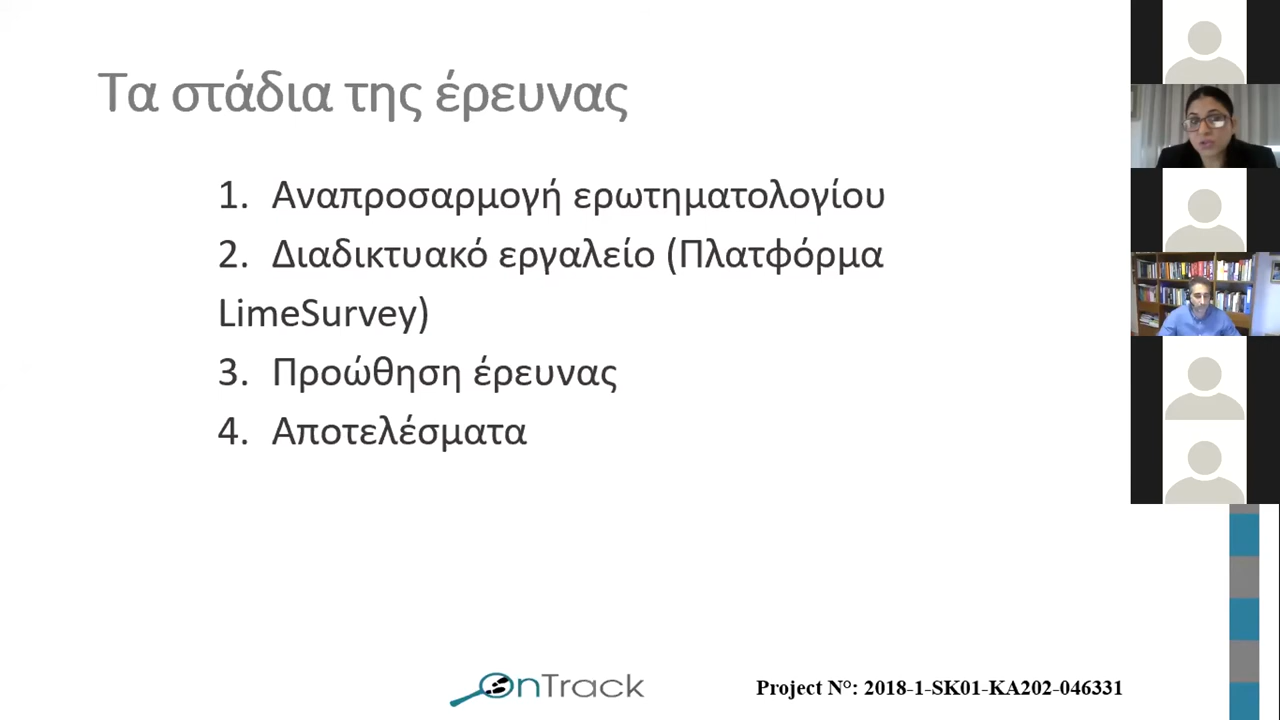 Τα στάδια της έρευνας
1. Αναπροσαρμογή ερωτηματολογίου
2. Διαδικτυακό εργαλείο (Πλατφόρμα
LimeSurvey)
3. Προώθηση έρευνας
4. Αποτελέσματα
OnTrack
Project N°: 2018-1-SK01-KA202-046331